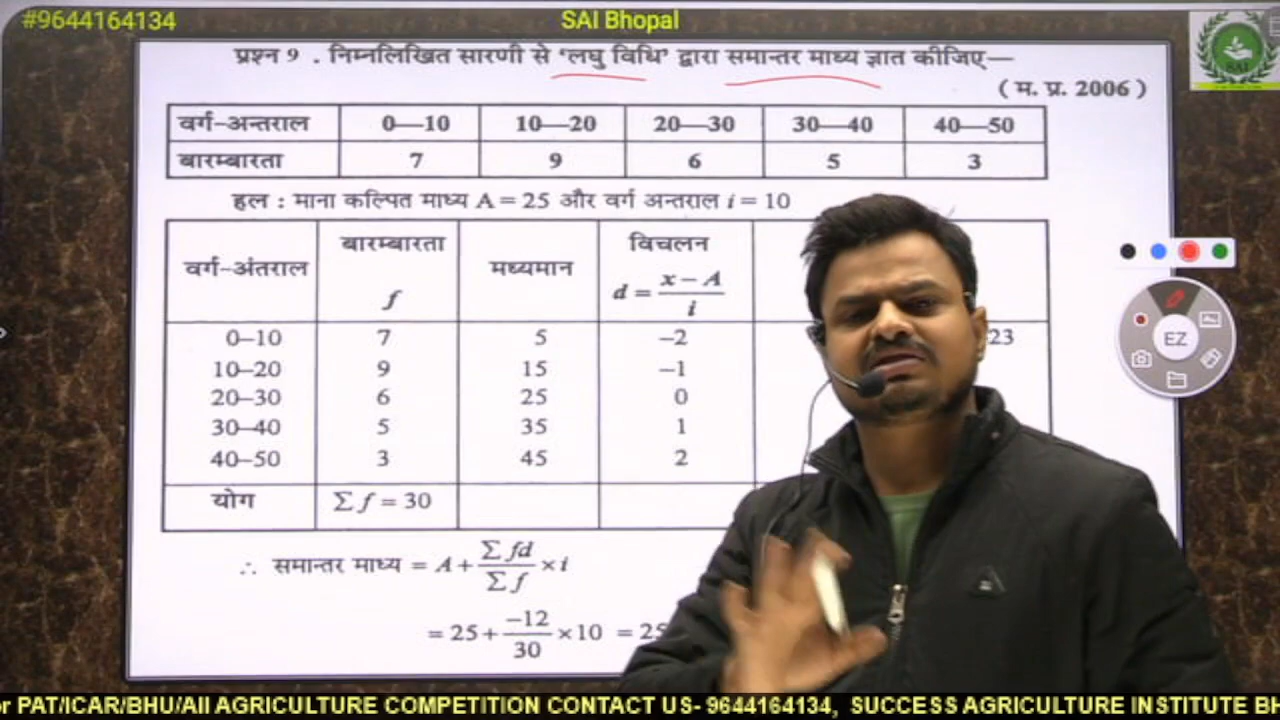 #9644164134
SAI Bhopal
प्रश्न 9 . निम्नलिखित सारणी से ‘लघु विधि’ द्वारा समान्तर माध्य ज्ञात कीजिए—
( म. प्र. 2006 )
वर्ग-अन्तराल 0—10 10—20 20—30 30—40 40—50
बारम्बारता 7 9 6 5 3
हल : माना कल्पित माध्य A = 25 और वर्ग अन्तराल i = 10
वर्ग-अंतराल बारम्बारता f मध्यमान विचलन d = (x – A)/i
0–10 7 5 –2 23
10–20 9 15 –1
20–30 6 25 0
30–40 5 35 1
40–50 3 45 2
योग Σ f = 30
∴ समान्तर माध्य = A + Σ fd / Σ f × i
= 25 + –12/30 × 10 = 25
EZ
or PAT/ICAR/BHU/All AGRICULTURE COMPETITION CONTACT US- 9644164134, SUCCESS AGRICULTURE INSTITUTE BH